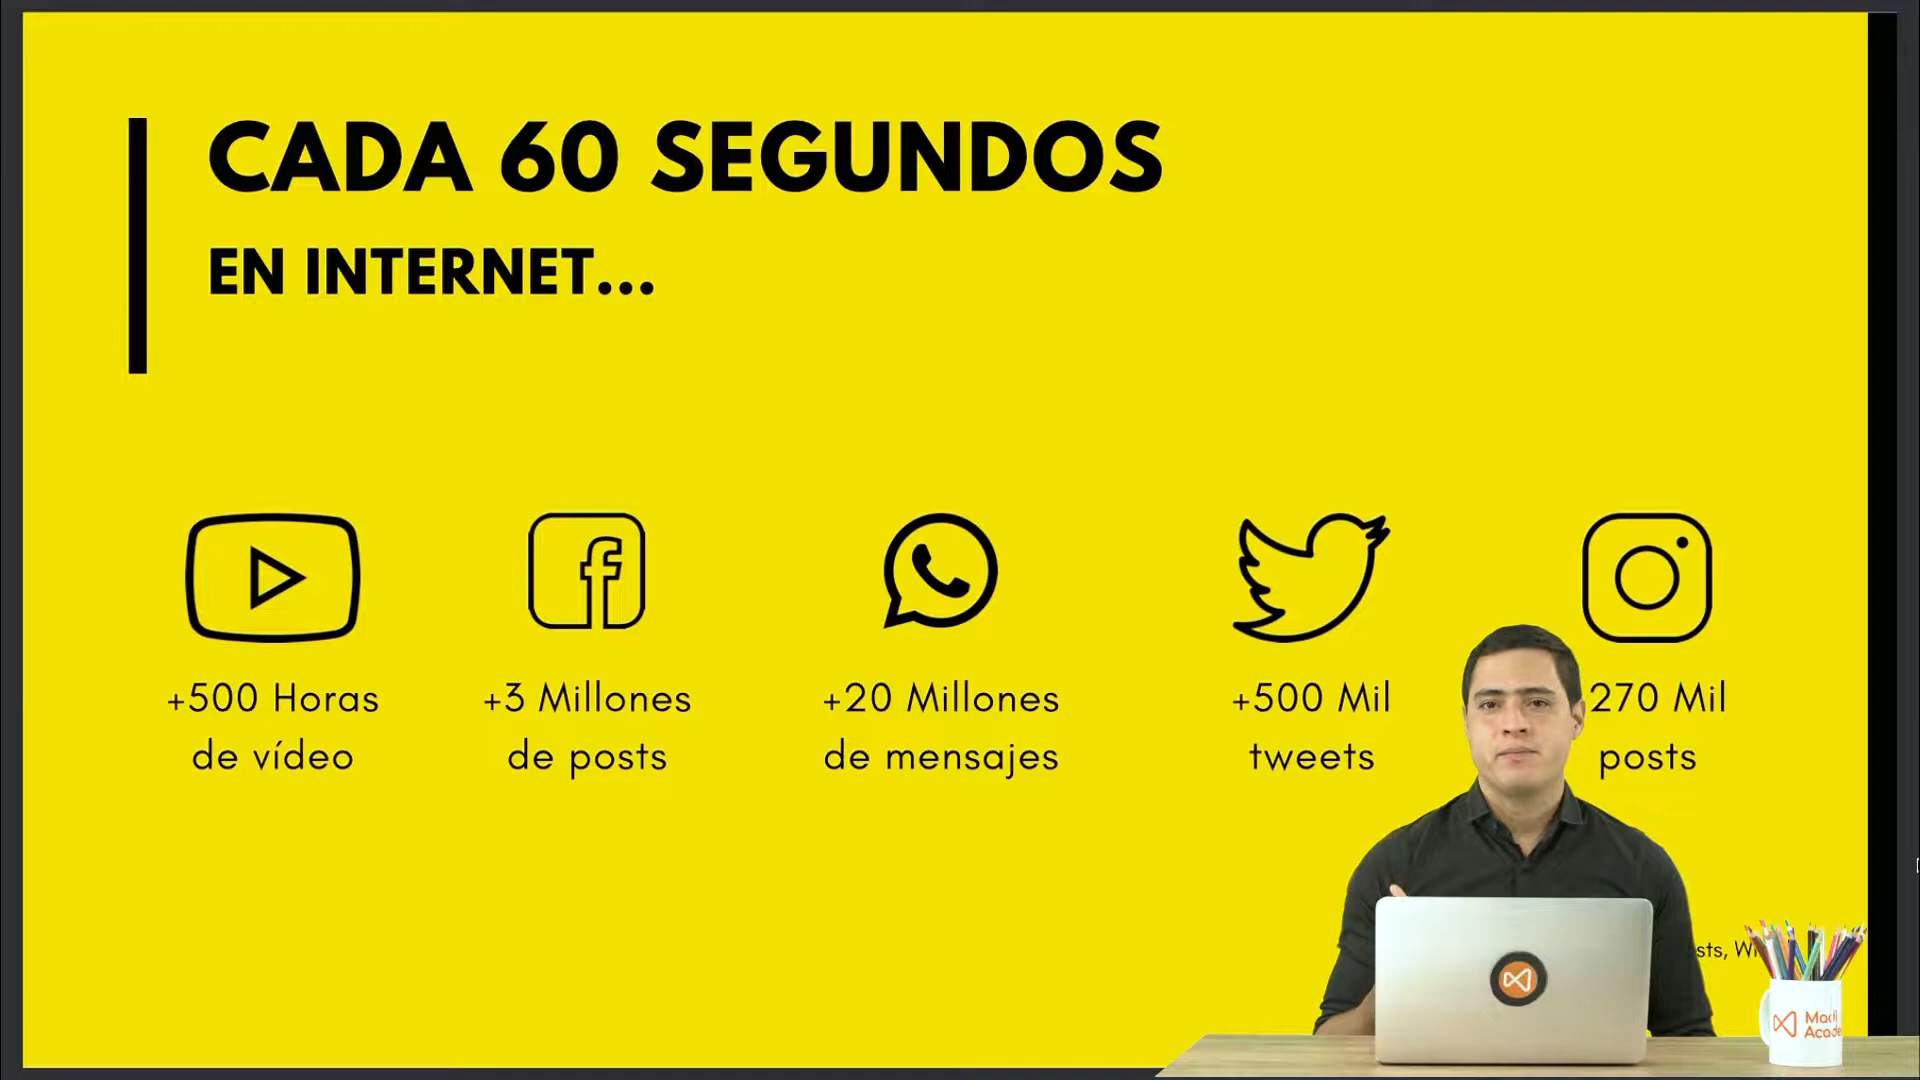 CADA 60 SEGUNDOS
EN INTERNET...
+500 Horas
de vídeo
+3 Millones
de posts
+20 Millones
de mensajes
+500 Mil
tweets
270 Mil
posts